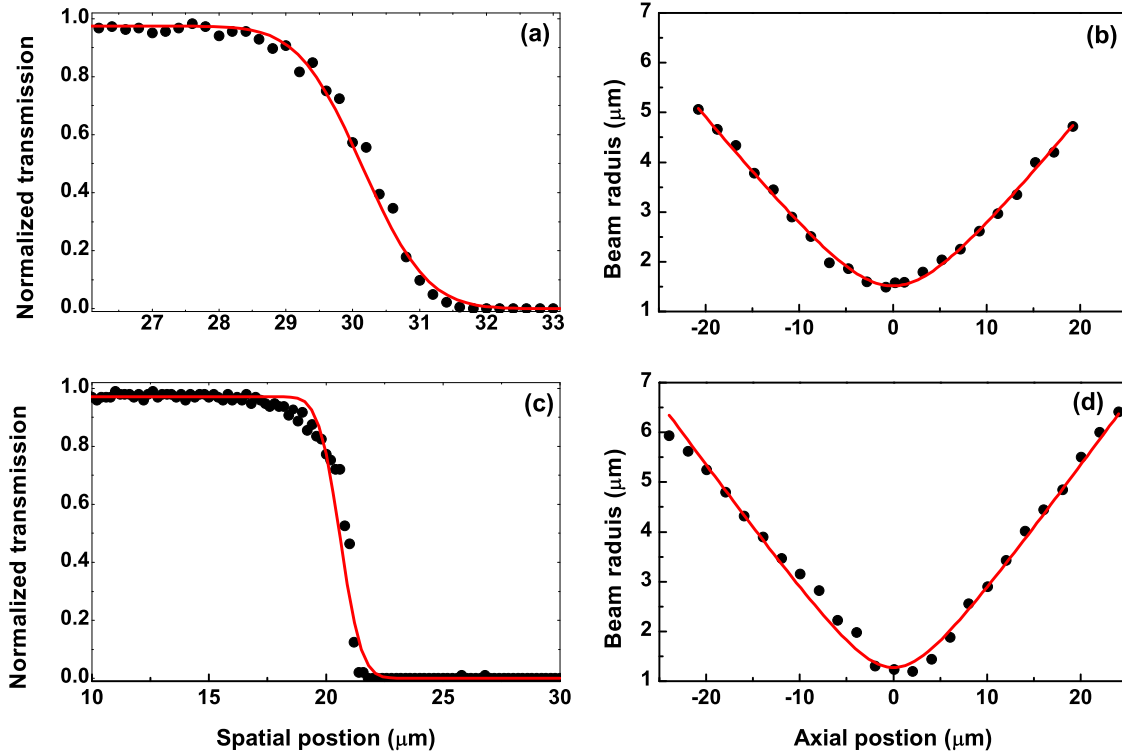 (a)
Normalized transmission
1.0
0.8
0.6
0.4
0.2
0.0
27 28 29 30 31 32 33
(b)
Beam raduis (μm)
7
6
5
4
3
2
1
-20 -10 0 10 20
(c)
Normalized transmission
1.0
0.8
0.6
0.4
0.2
0.0
10 15 20 25 30
Spatial postion (μm)
(d)
Beam raduis (μm)
7
6
5
4
3
2
1
-20 -10 0 10 20
Axial postion (μm)